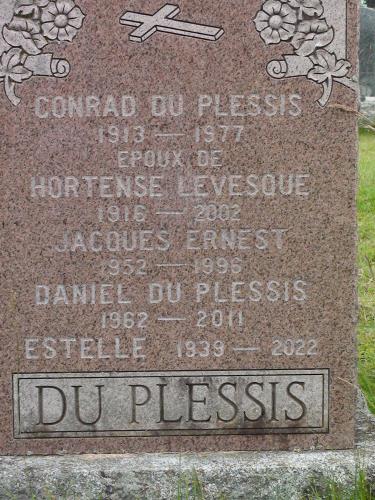 CONRAD DU PLESSIS
1913 — 1977
EPOUX DE
HORTENSE LEVESQUE
1916 — 2002
JACQUES ERNEST
1952 — 1996
DANIEL DU PLESSIS
1962 — 2011
ESTELLE 1939 — 2022
DU PLESSIS